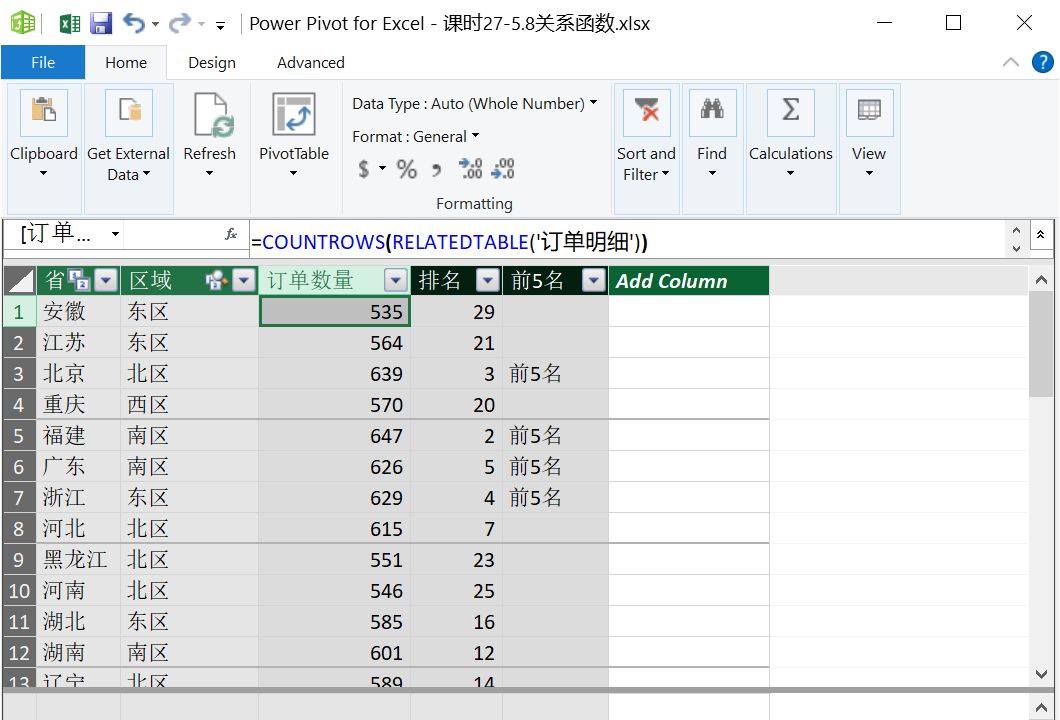 Power Pivot for Excel - 课时27-5.8关系函数.xlsx
File Home Design Advanced
Clipboard
Get External Data
Refresh
PivotTable
Data Type : Auto (Whole Number)
Format : General
$ % ,
Formatting
Sort and Filter
Find
Calculations
View
[订单... fx =COUNTROWS(RELATEDTABLE('订单明细'))
省 区域 订单数量 排名 前5名 Add Column
1 安徽 东区 535 29
2 江苏 东区 564 21
3 北京 北区 639 3 前5名
4 重庆 西区 570 20
5 福建 南区 647 2 前5名
6 广东 南区 626 5 前5名
7 浙江 东区 629 4 前5名
8 河北 北区 615 7
9 黑龙江 北区 551 23
10 河南 北区 546 25
11 湖北 东区 585 16
12 湖南 南区 601 12
13 辽宁 北区 589 14